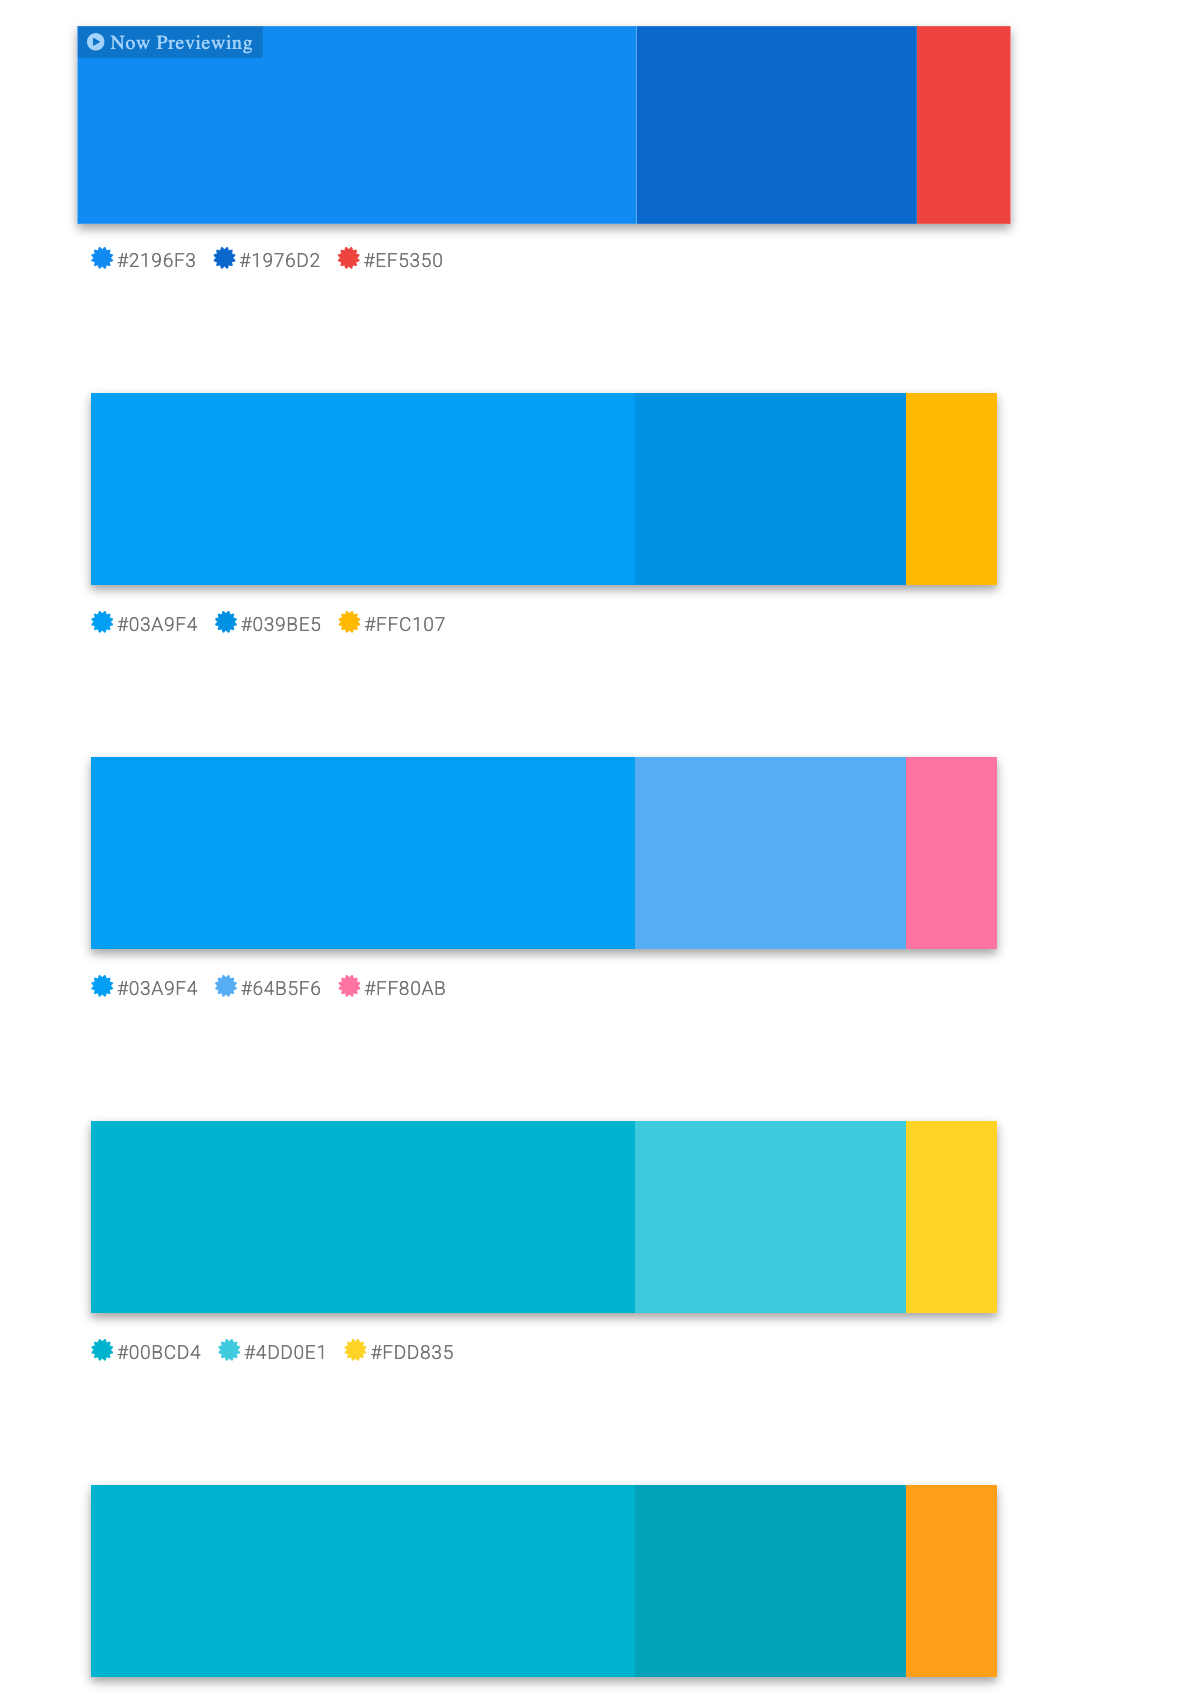 Now Previewing
#2196F3 #1976D2 #EF5350
#03A9F4 #039BE5 #FFC107
#03A9F4 #64B5F6 #FF80AB
#00BCD4 #4DD0E1 #FDD835